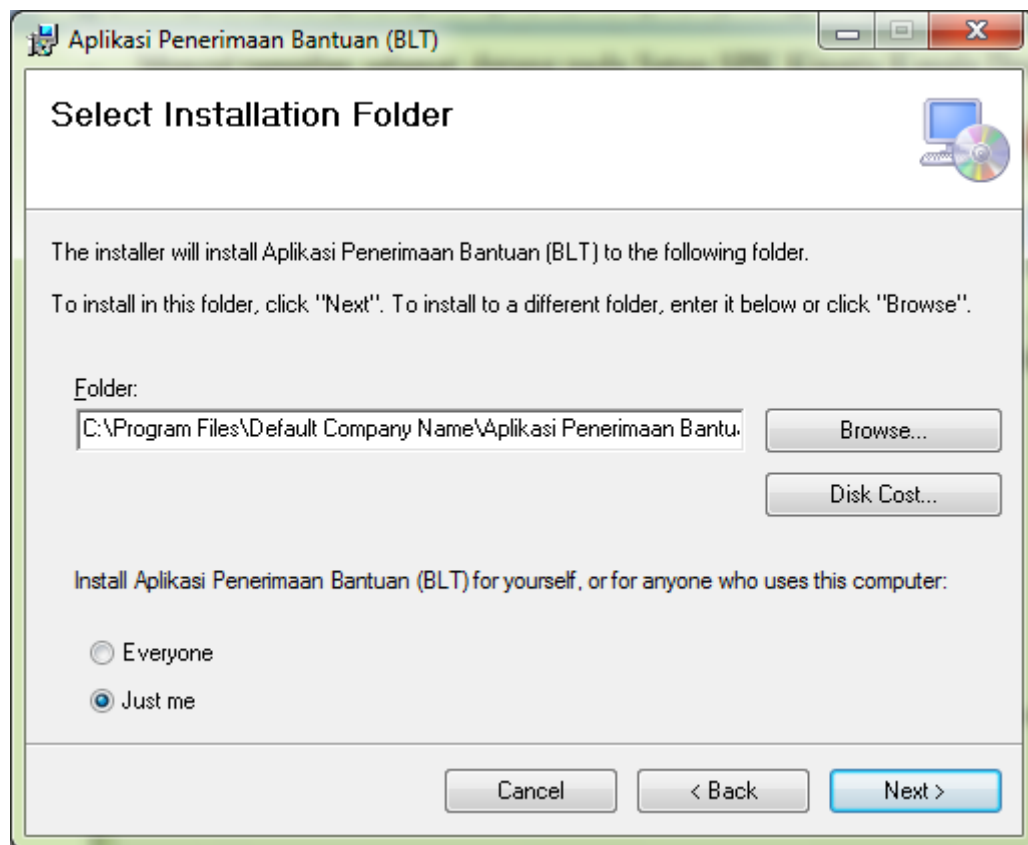 Aplikasi Penerimaan Bantuan (BLT)
Select Installation Folder
The installer will install Aplikasi Penerimaan Bantuan (BLT) to the following folder.
To install in this folder, click "Next". To install to a different folder, enter it below or click "Browse".
Folder:
C:\Program Files\Default Company Name\Aplikasi Penerimaan Bantu
Browse...
Disk Cost...
Install Aplikasi Penerimaan Bantuan (BLT) for yourself, or for anyone who uses this computer:
Everyone
Just me
Cancel
< Back
Next >